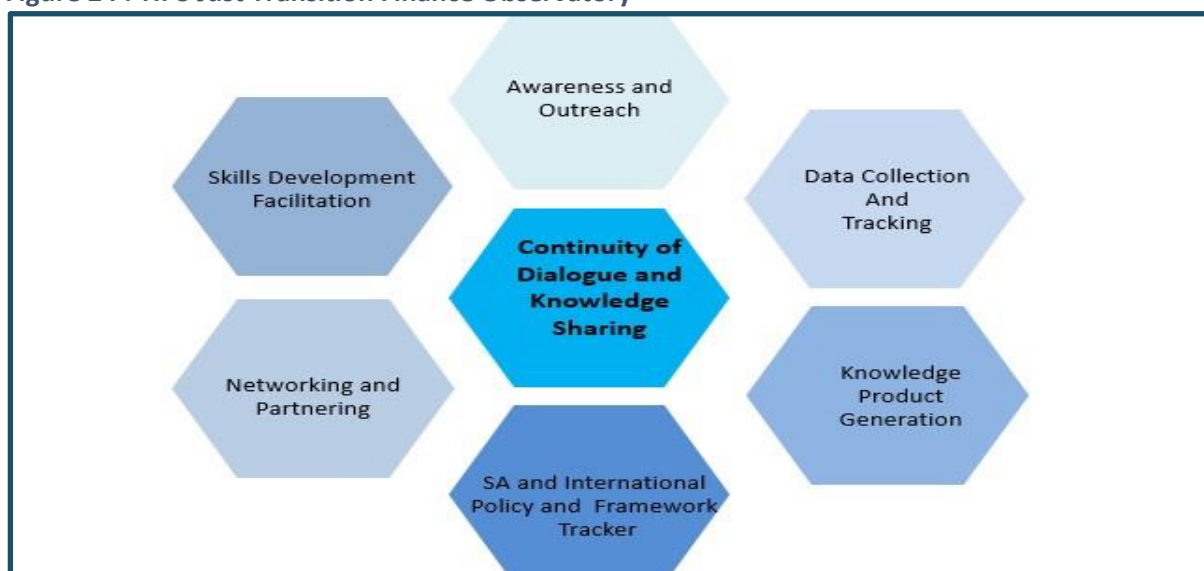 Awareness and
Outreach
Skills Development
Facilitation
Data Collection
And
Tracking
Continuity of
Dialogue and
Knowledge
Sharing
Networking and
Partnering
Knowledge
Product
Generation
SA and International
Policy and Framework
Tracker